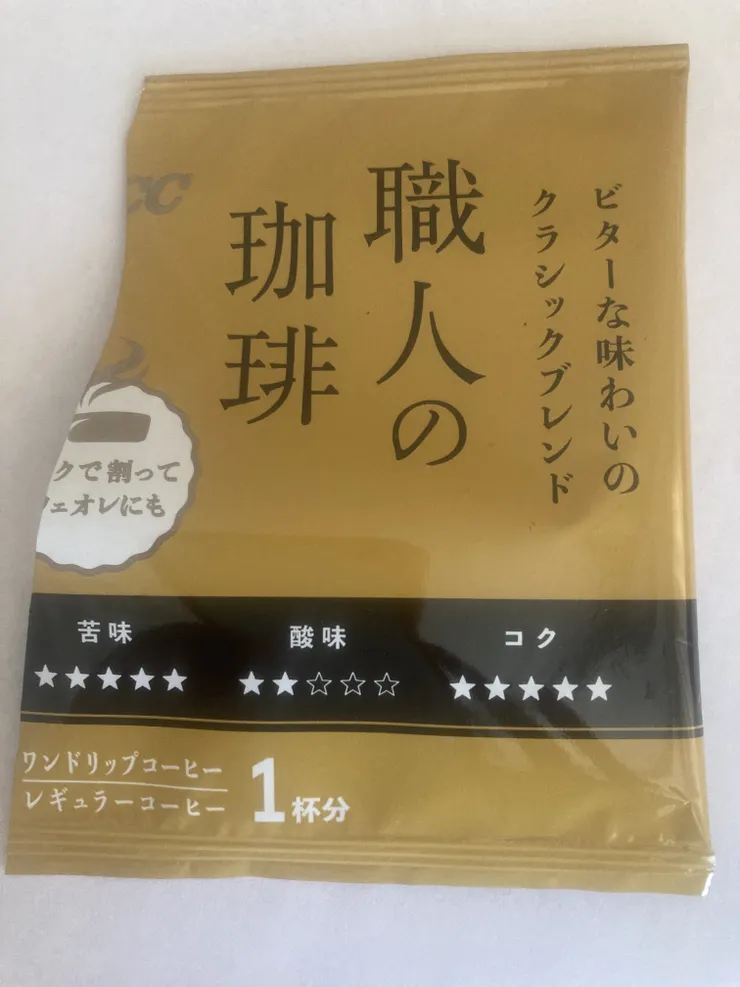 ビターな味わいの
クラシックブレンド
職人の
珈琲
CC
クで割って
ェオレにも
苦味
★★★★★
酸味
★★☆☆☆
コク
★★★★★
ワンドリップコーヒー
レギュラーコーヒー
1杯分